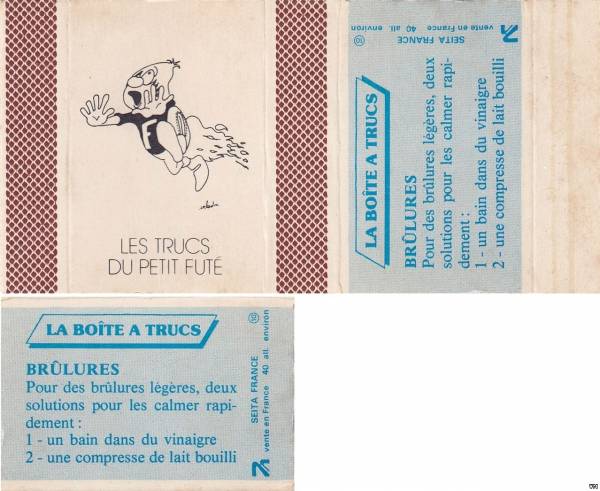 LES TRUCS
DU PETIT FUTÉ
LA BOÎTE A TRUCS
BRÛLURES
Pour des brûlures légères, deux
solutions pour les calmer rapi-
dement :
1 - un bain dans du vinaigre
2 - une compresse de lait bouilli
SEITA FRANCE
vente en France 40 all. environ
10
LA BOÎTE A TRUCS
BRÛLURES
Pour des brûlures légères, deux
solutions pour les calmer rapi-
dement :
1 - un bain dans du vinaigre
2 - une compresse de lait bouilli
SEITA FRANCE
vente en France 40 all. environ
10